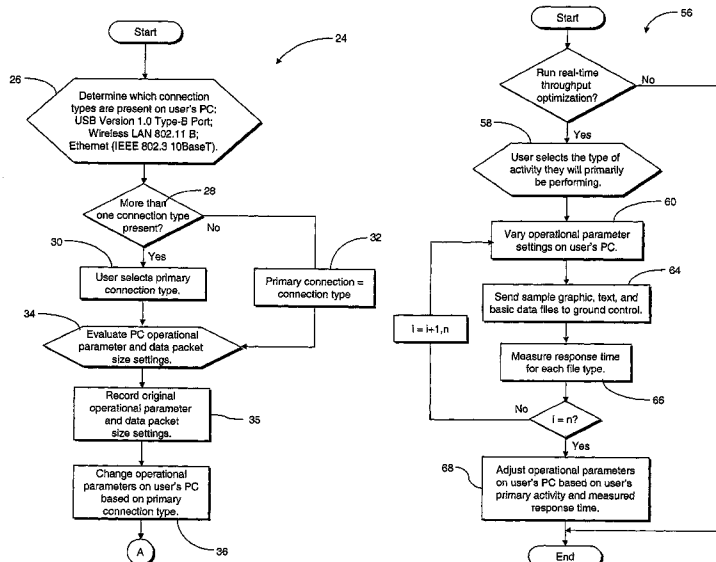 Start
24
26
Determine which connection
types are present on user's PC:
USB Version 1.0 Type-B Port;
Wireless LAN 802.11 B;
Ethernet (IEEE 802.3 10BaseT).
28
More than
one connection type
present?
No
Yes
30
User selects primary
connection type.
32
Primary connection =
connection type
34
Evaluate PC operational
parameter and data packet
size settings.
Record original
operational parameter
and data packet
size settings.
35
Change operational
parameters on user's PC
based on primary
connection type.
36
A
Start
56
Run real-time
throughput
optimization?
No
Yes
58
User selects the type of
activity they will primarily
be performing.
60
Vary operational parameter
settings on user's PC.
64
Send sample graphic, text, and
basic data files to ground control.
i = i+1,n
Measure response time
for each file type.
66
No
i = n?
Yes
68
Adjust operational parameters
on user's PC based on user's
primary activity and measured
response time.
End